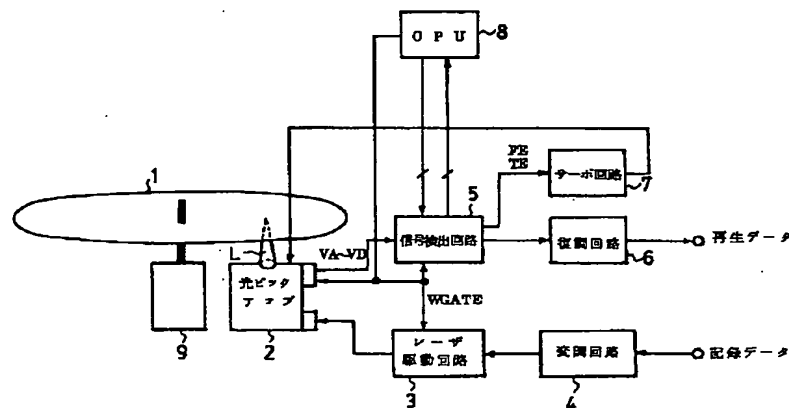 CPU
8
1
FE
TE
サーボ回路
7
5
信号検出回路
復調回路
6
再生データ
L
VA~VD
光ピックアップ
WGATE
9
2
レーザ
駆動回路
3
変調回路
4
記録データ